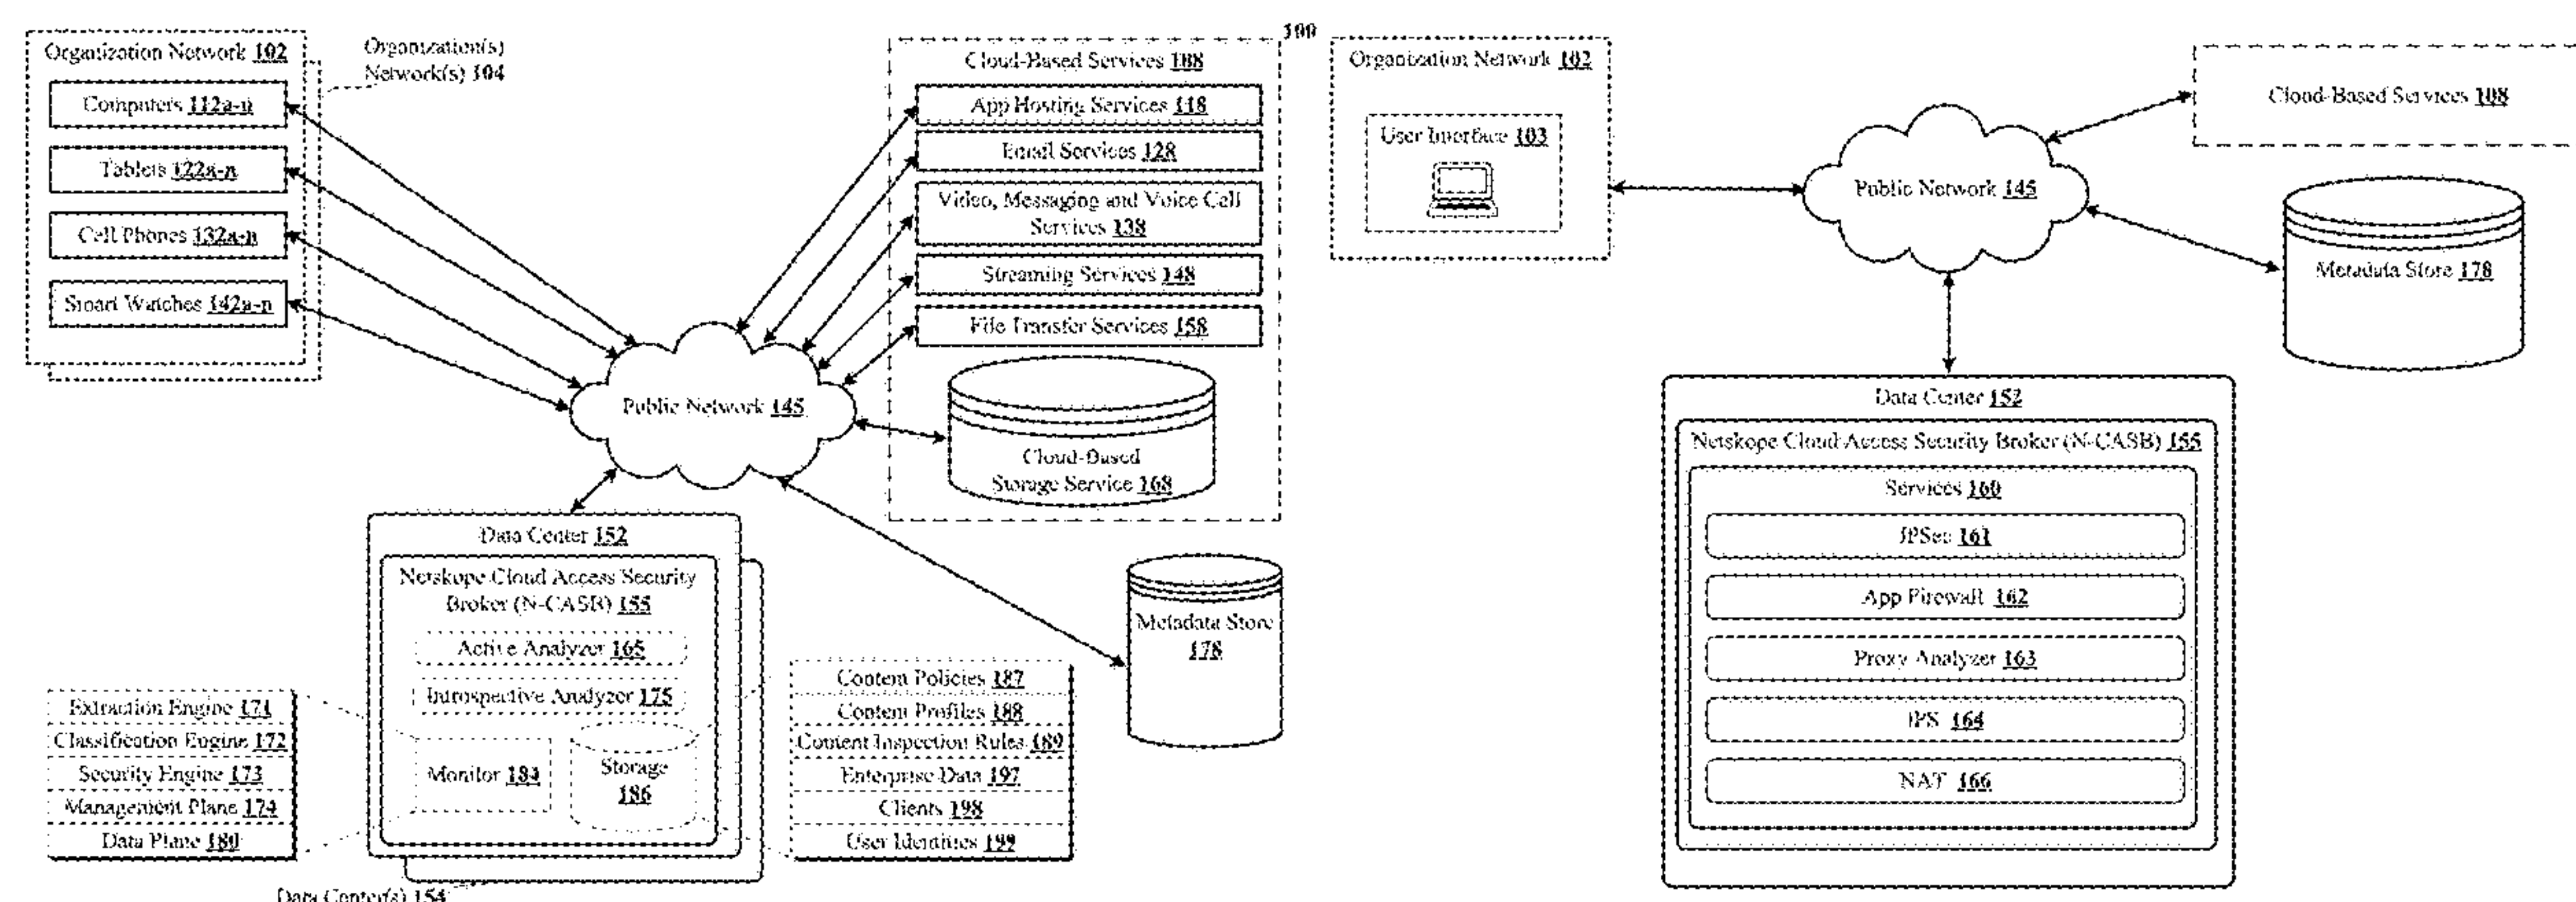 Organization Network 102
Organization(s)
Network(s) 104
Computers 112a-n
Tablets 122a-n
Cell Phones 132a-n
Smart Watches 142a-n
100
Cloud-Based Services 108
App Hosting Services 118
Email Services 128
Video, Messaging and Voice Call
Services 138
Streaming Services 148
File Transfer Services 158
Cloud-Based
Storage Service 168
Public Network 145
Data Center 152
Netskope Cloud Access Security
Broker (N-CASB) 155
Active Analyzer 165
Introspective Analyzer 175
Monitor 184
Storage
186
Extraction Engine 171
Classification Engine 172
Security Engine 173
Management Plane 174
Data Plane 180
Content Policies 187
Content Profiles 188
Content Inspection Rules 189
Enterprise Data 197
Clients 198
User Identities 199
Metadata Store
178
Data Center(s) 154
Organization Network 102
User Interface 103
Public Network 145
Cloud-Based Services 108
Metadata Store 178
Data Center 152
Netskope Cloud Access Security Broker (N-CASB) 155
Services 160
IPSec 161
App Firewall 162
Proxy Analyzer 163
IPS 164
NAT 166